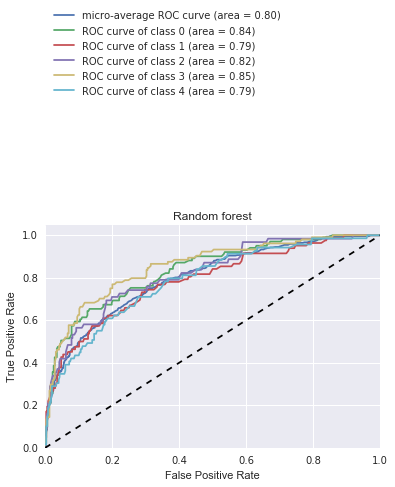 micro-average ROC curve (area = 0.80)
ROC curve of class 0 (area = 0.84)
ROC curve of class 1 (area = 0.79)
ROC curve of class 2 (area = 0.82)
ROC curve of class 3 (area = 0.85)
ROC curve of class 4 (area = 0.79)
Random forest
1.0
0.8
0.6
0.4
0.2
0.0
True Positive Rate
0.0 0.2 0.4 0.6 0.8 1.0
False Positive Rate